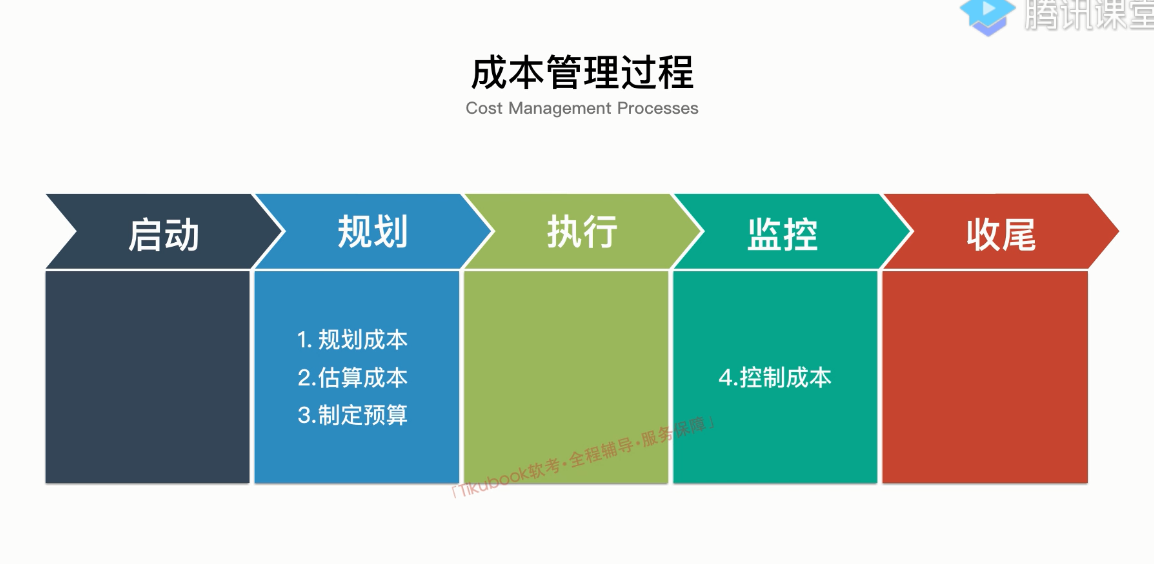 腾讯课堂
成本管理过程
Cost Management Processes
启动
规划
执行
监控
收尾
1. 规划成本
2.估算成本
3.制定预算
4.控制成本
「Tikubook软考•全程辅导•服务保障」